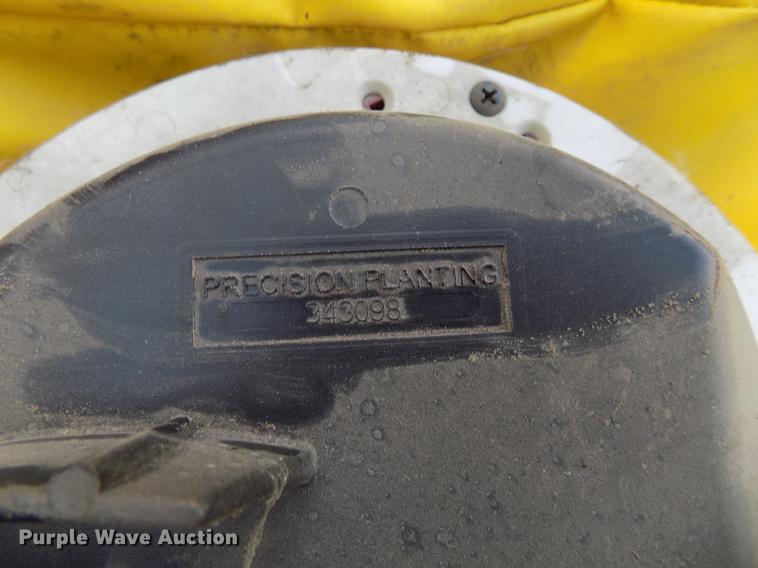 PRECISION PLANTING
343098
Purple Wave Auction